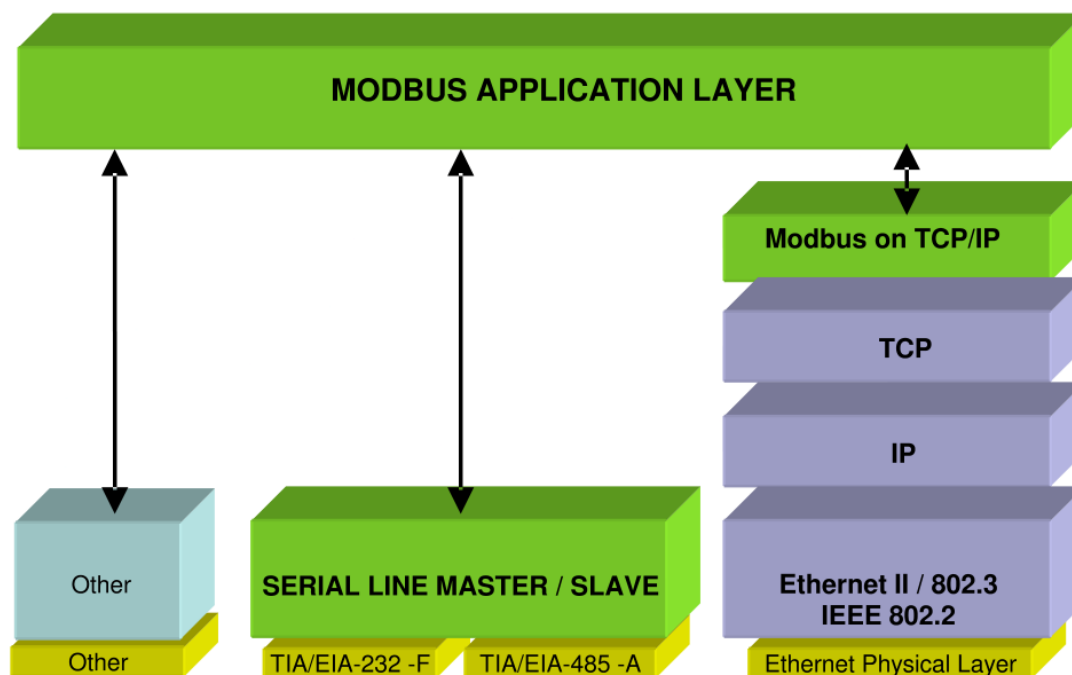 MODBUS APPLICATION LAYER
Modbus on TCP/IP
TCP
IP
Other
SERIAL LINE MASTER / SLAVE
Ethernet II / 802.3
IEEE 802.2
Other
TIA/EIA-232 -F
TIA/EIA-485 -A
Ethernet Physical Layer